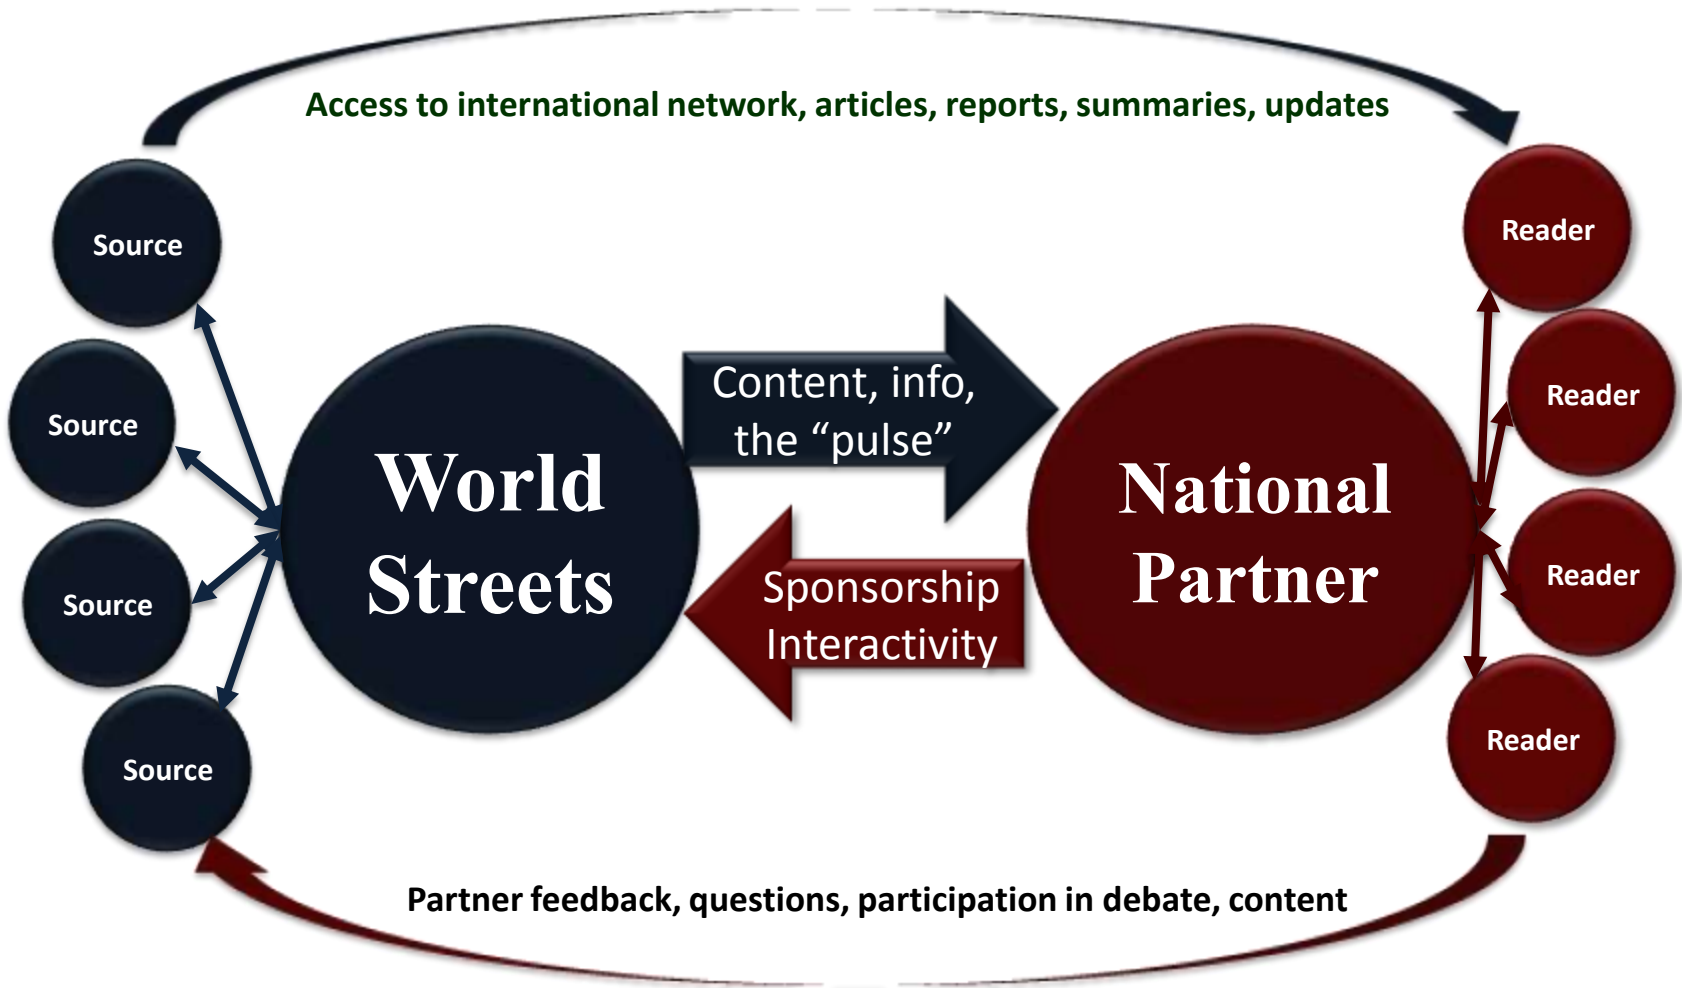 Access to international network, articles, reports, summaries, updates
Source
Source
Source
Source
World
Streets
Content, info,
the “pulse”
Sponsorship
Interactivity
National
Partner
Reader
Reader
Reader
Reader
Partner feedback, questions, participation in debate, content